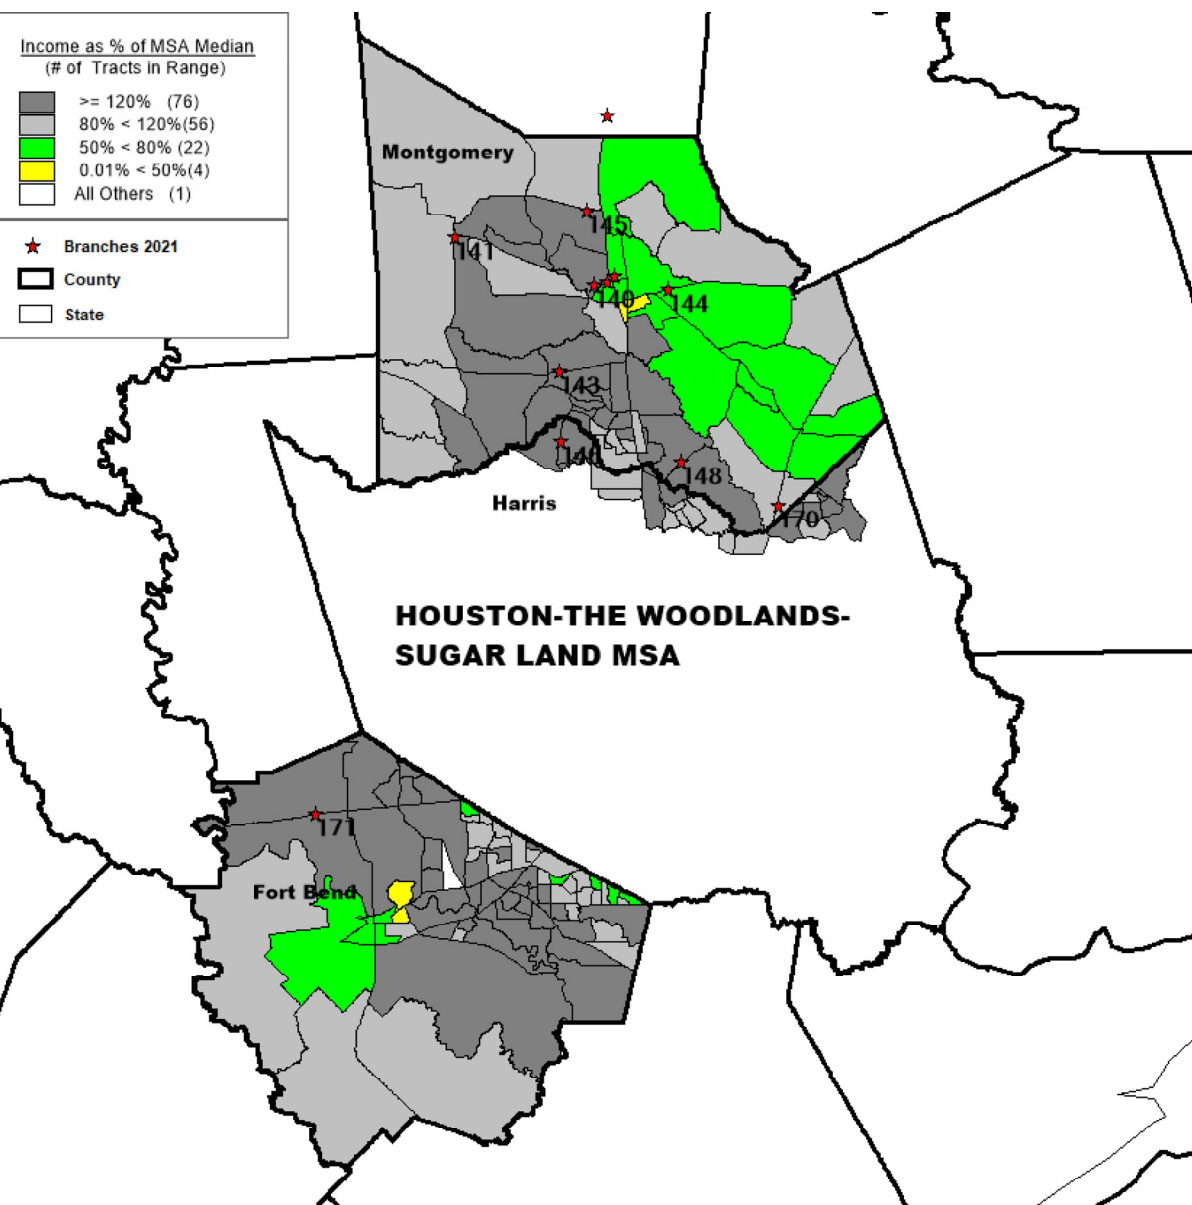 Income as % of MSA Median
(# of Tracts in Range)
>= 120% (76)
80% < 120%(56)
50% < 80% (22)
0.01% < 50%(4)
All Others (1)
Branches 2021
County
State
Montgomery
145
141
140
144
143
146
148
Harris
170
HOUSTON-THE WOODLANDS-
SUGAR LAND MSA
171
Fort Bend